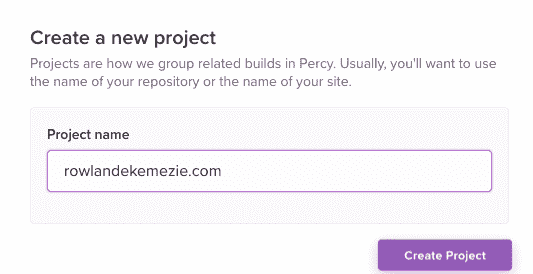 Create a new project
Projects are how we group related builds in Percy. Usually, you'll want to use
the name of your repository or the name of your site.
Project name
rowlandekemezie.com
Create Project